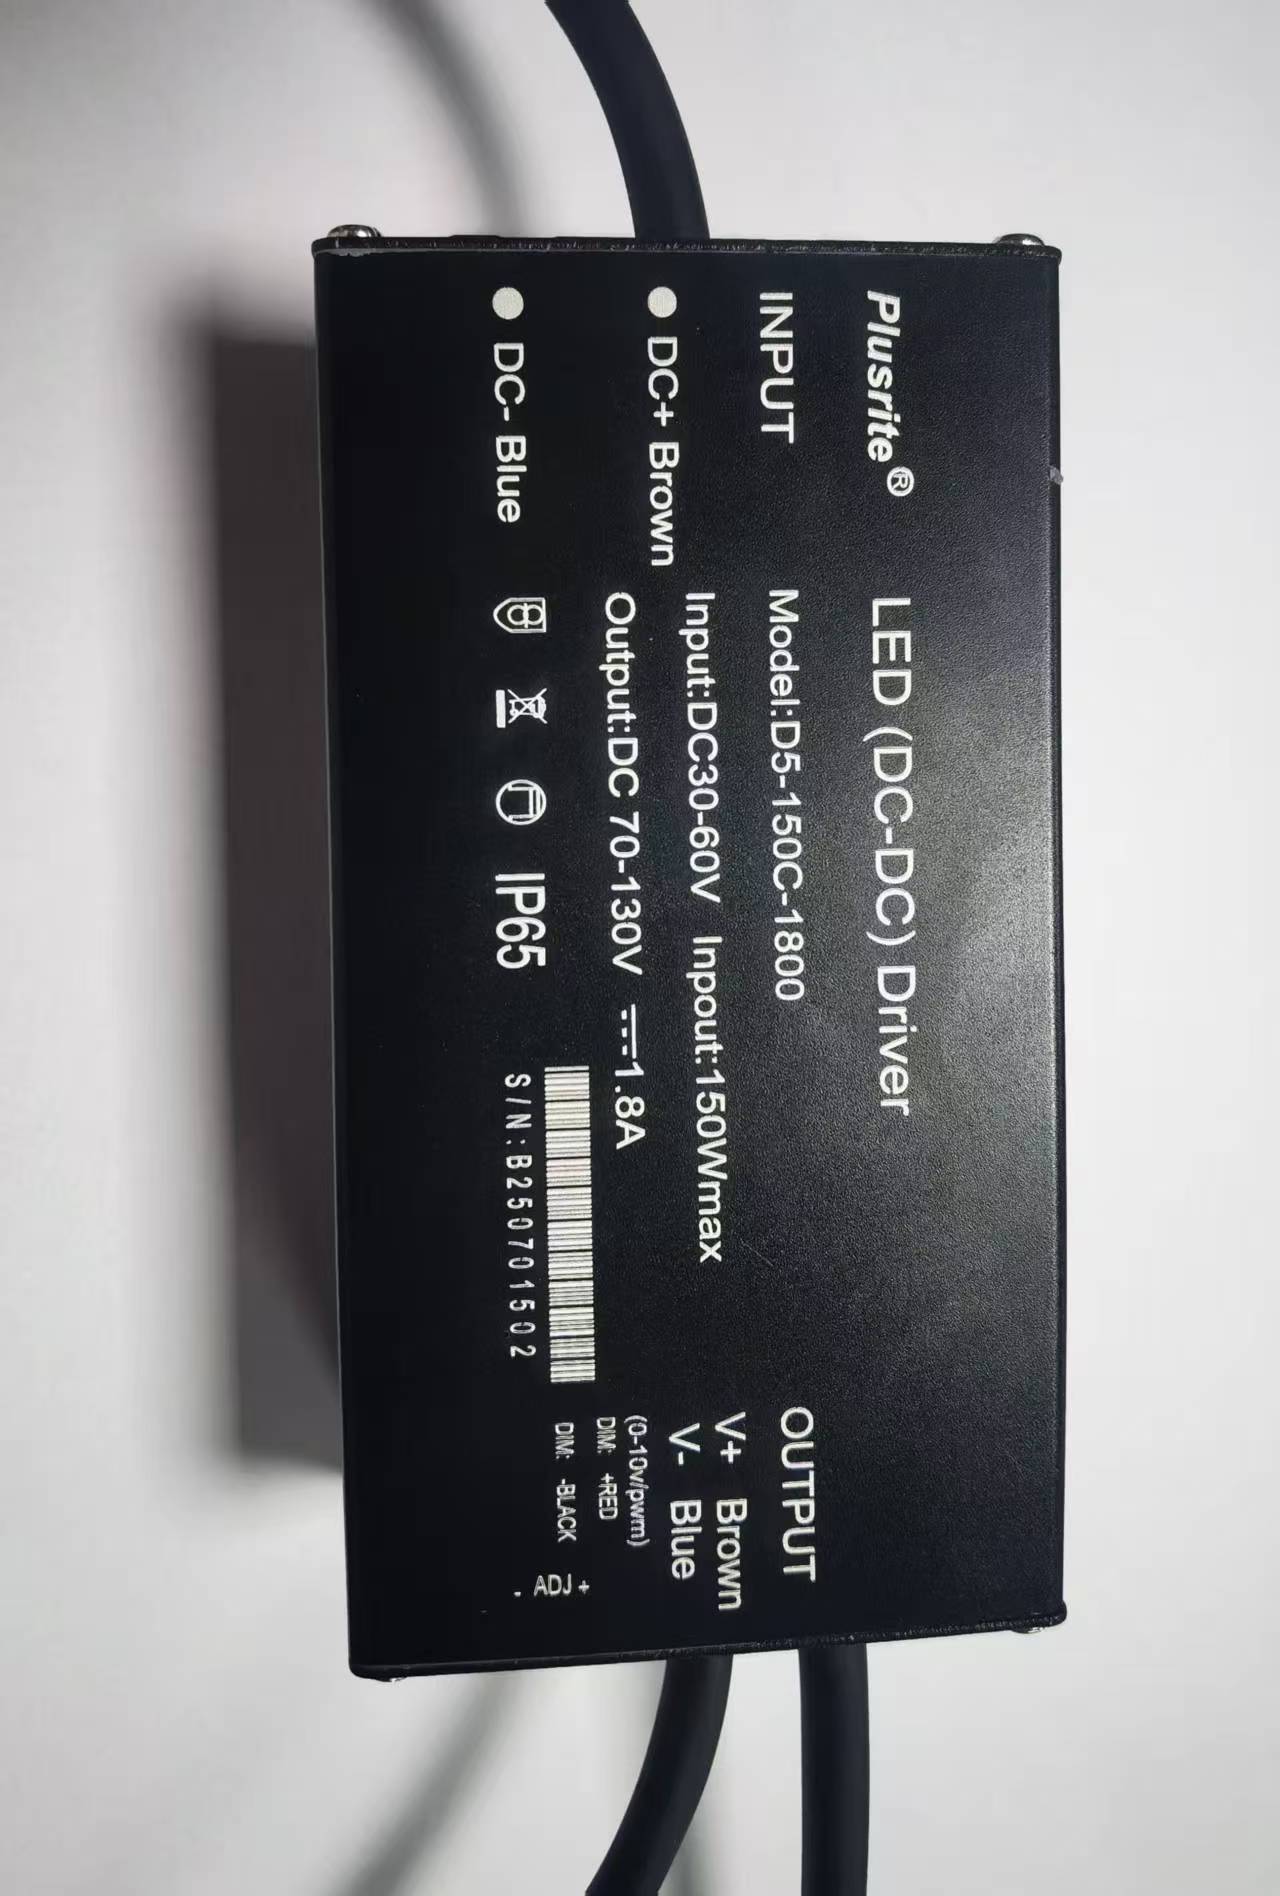 Plusrite®
LED (DC-DC) Driver
INPUT
Model:D5-150C-1800
OUTPUT
DC+ Brown
Input:DC30-60V Inpout:150Wmax
V+ Brown
V- Blue
Output:DC 70-130V 1.8A
(0-10v/pwm)
DIM: +RED
DIM: -BLACK
DC- Blue
IP65
S/N:B250701502
- ADJ +